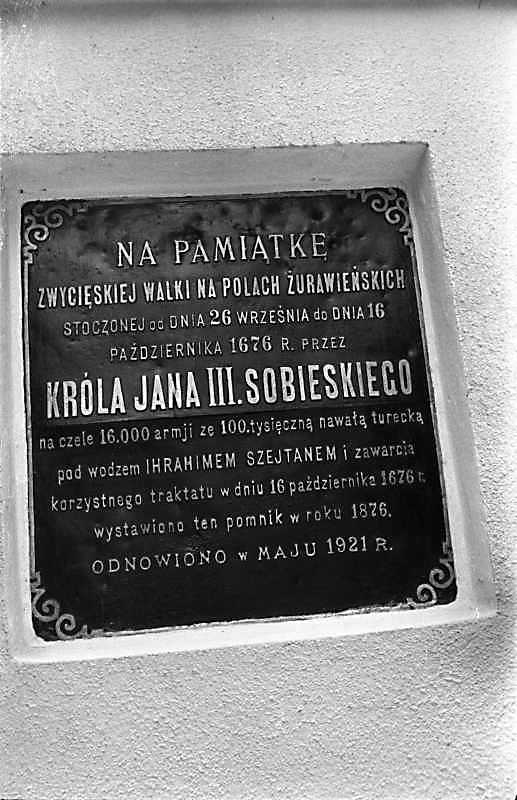 NA PAMIĄTKĘ
ZWYCIĘSKIEJ WALKI NA POLACH ŻURAWIEŃSKICH
STOCZONEJ od DNIA 26 WRZEŚNIA do DNIA 16
PAŹDZIERNIKA 1676 R. PRZEZ
KRÓLA JANA III. SOBIESKIEGO
na czele 16.000 armji ze 100.tysięczną nawałą turecką
pod wodzem IHRAHIMEM SZEJTANEM i zawarcia
korzystnego traktatu w dniu 16 października 1676 r.
wystawiono ten pomnik w roku 1876.
ODNOWIONO w MAJU 1921 R.